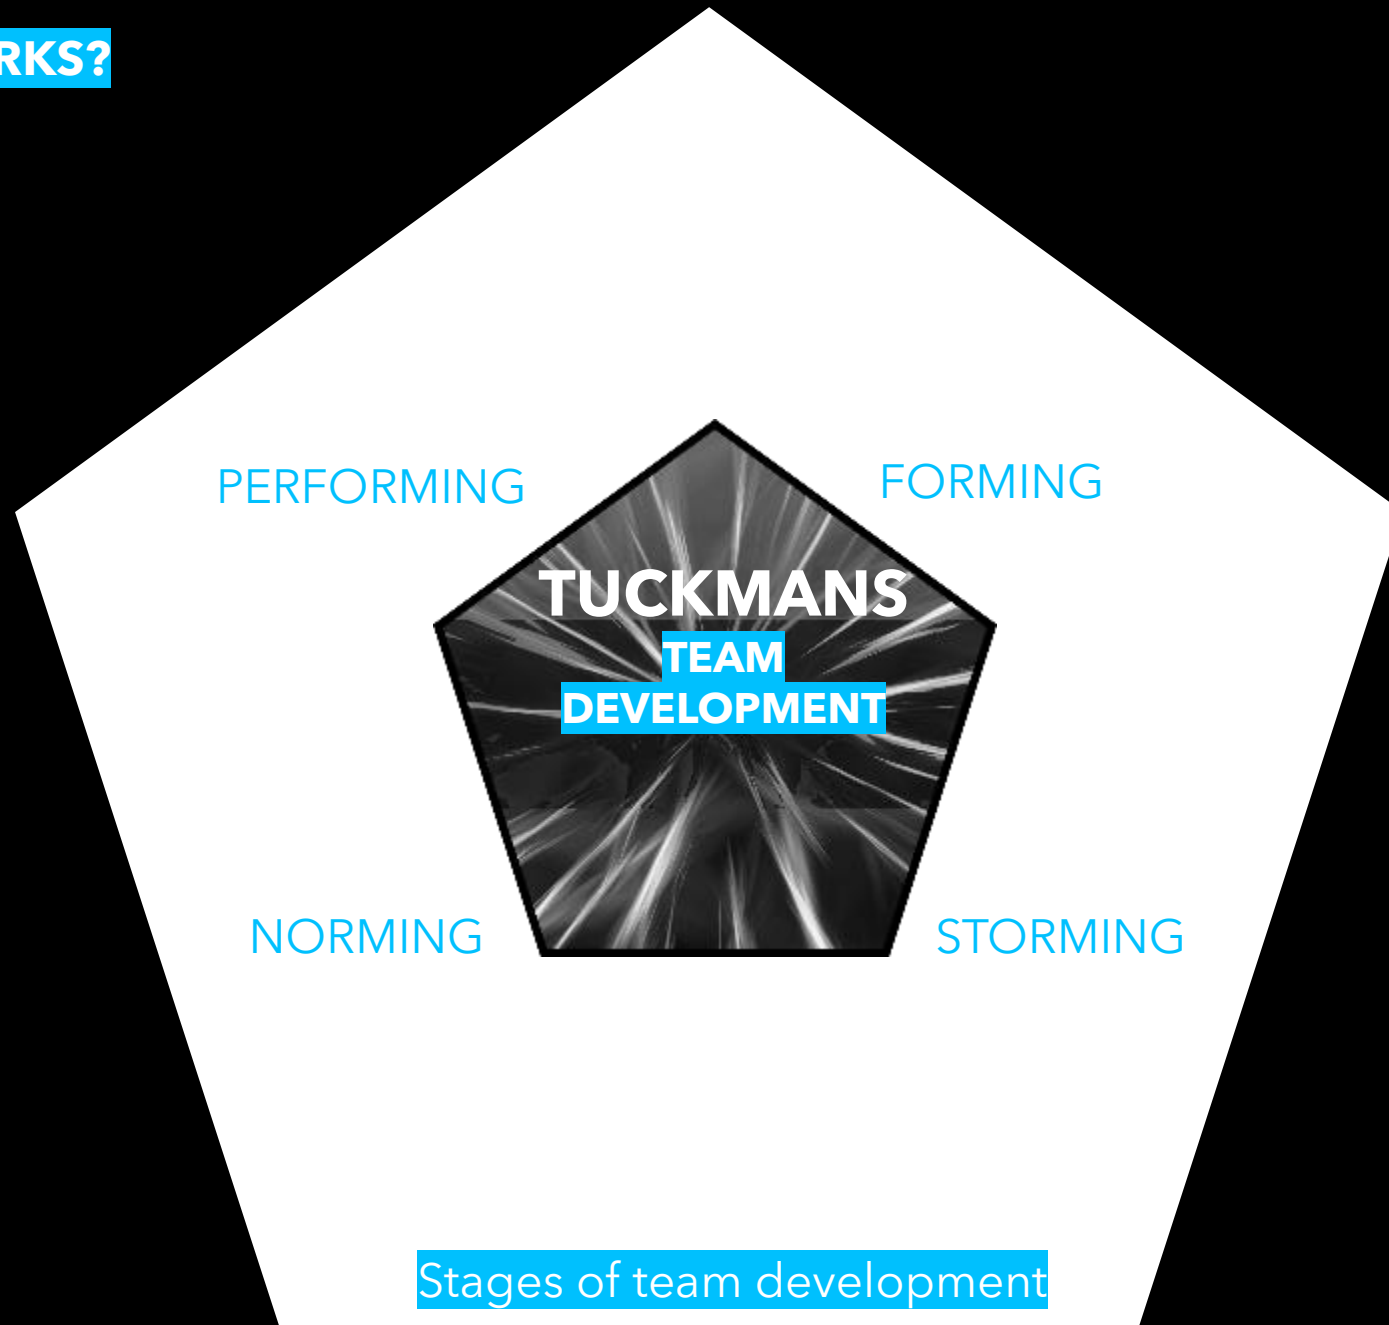 RKS?
PERFORMING
FORMING
TUCKMANS
TEAM
DEVELOPMENT
NORMING
STORMING
Stages of team development